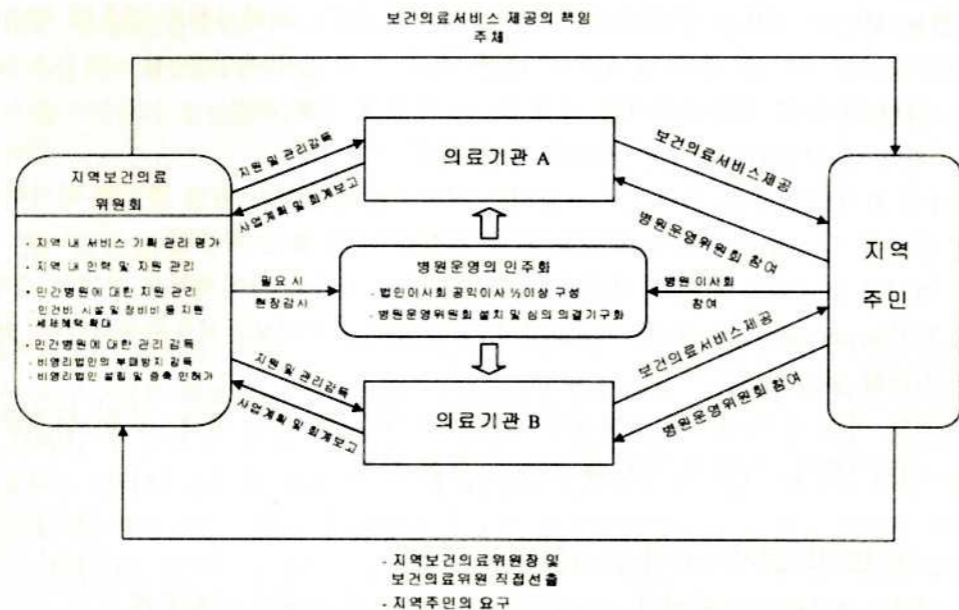 보건의료서비스 제공의 책임
주체
지역보건의료
위원회
- 지역 내 서비스 기획 관리 평가
- 지역 내 인력 및 자원 관리
- 민간병원에 대한 지원 관리
- 인건비 시설 및 장비비 등 지원
- 세제혜택 확대
- 민간병원에 대한 관리 감독
- 비영리법인의 부패방지 감독
- 비영리법인 설립 및 증축 인허가
지원 및 관리감독
사업계획 및 회계보고
의료기관 A
보건의료서비스제공
병원운영위원회 참여
필요 시
현장감사
병원운영의 민주화
- 법인이사회 공익이사 ⅓이상 구성
- 병원운영위원회 설치 및 심의 의결기구화
병원 이사회
참여
지역
주민
지원 및 관리감독
사업계획 및 회계보고
의료기관 B
보건의료서비스제공
병원운영위원회 참여
- 지역보건의료위원장 및
보건의료위원 직접선출
- 지역주민의 요구